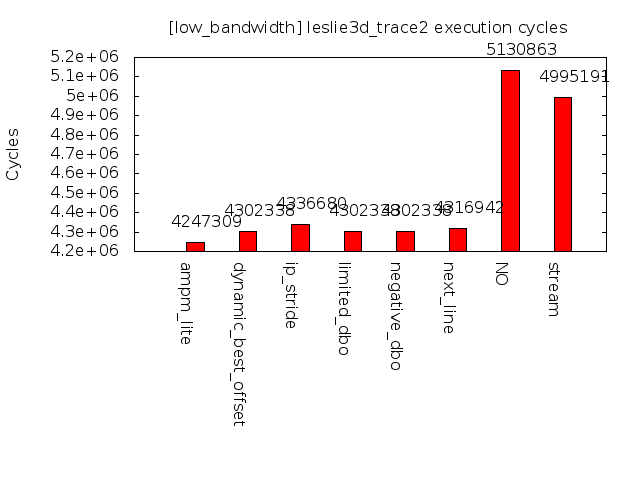 [low_bandwidth] leslie3d_trace2 execution cycles
Cycles
5.2e+06
5.1e+06
5e+06
4.9e+06
4.8e+06
4.7e+06
4.6e+06
4.5e+06
4.4e+06
4.3e+06
4.2e+06
4247309
4302338
4336680
4302338
4302338
4316942
5130863
4995191
ampm_lite
dynamic_best_offset
ip_stride
limited_dbo
negative_dbo
next_line
NO
stream